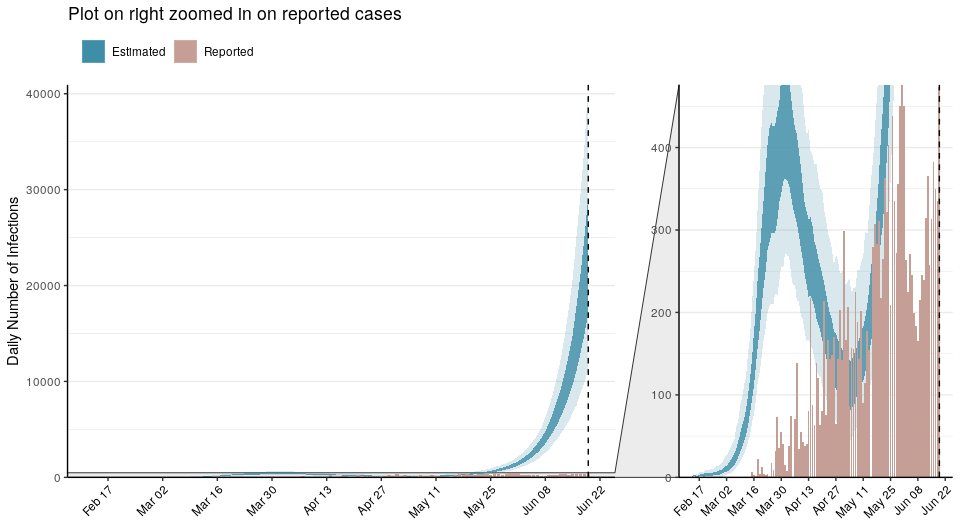 Plot on right zoomed in on reported cases
Estimated Reported
Daily Number of Infections
40000
30000
20000
10000
0
Feb 17 Mar 02 Mar 16 Mar 30 Apr 13 Apr 27 May 11 May 25 Jun 08 Jun 22
400
300
200
100
0
Feb 17 Mar 02 Mar 16 Mar 30 Apr 13 Apr 27 May 11 May 25 Jun 08 Jun 22